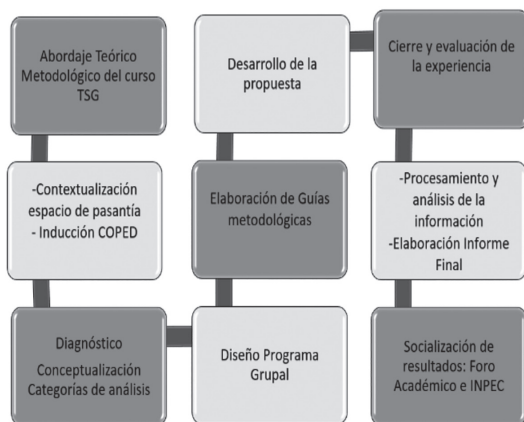 Abordaje Teórico
Metodológico del curso
TSG
-Contextualización
espacio de pasantía
- Inducción COPED
Diagnóstico
Conceptualización
Categorías de análisis
Diseño Programa
Grupal
Elaboración de Guías
metodológicas
Desarrollo de la
propuesta
Cierre y evaluación de
la experiencia
-Procesamiento y
análisis de la
información
-Elaboración Informe
Final
Socialización de
resultados: Foro
Académico e INPEC